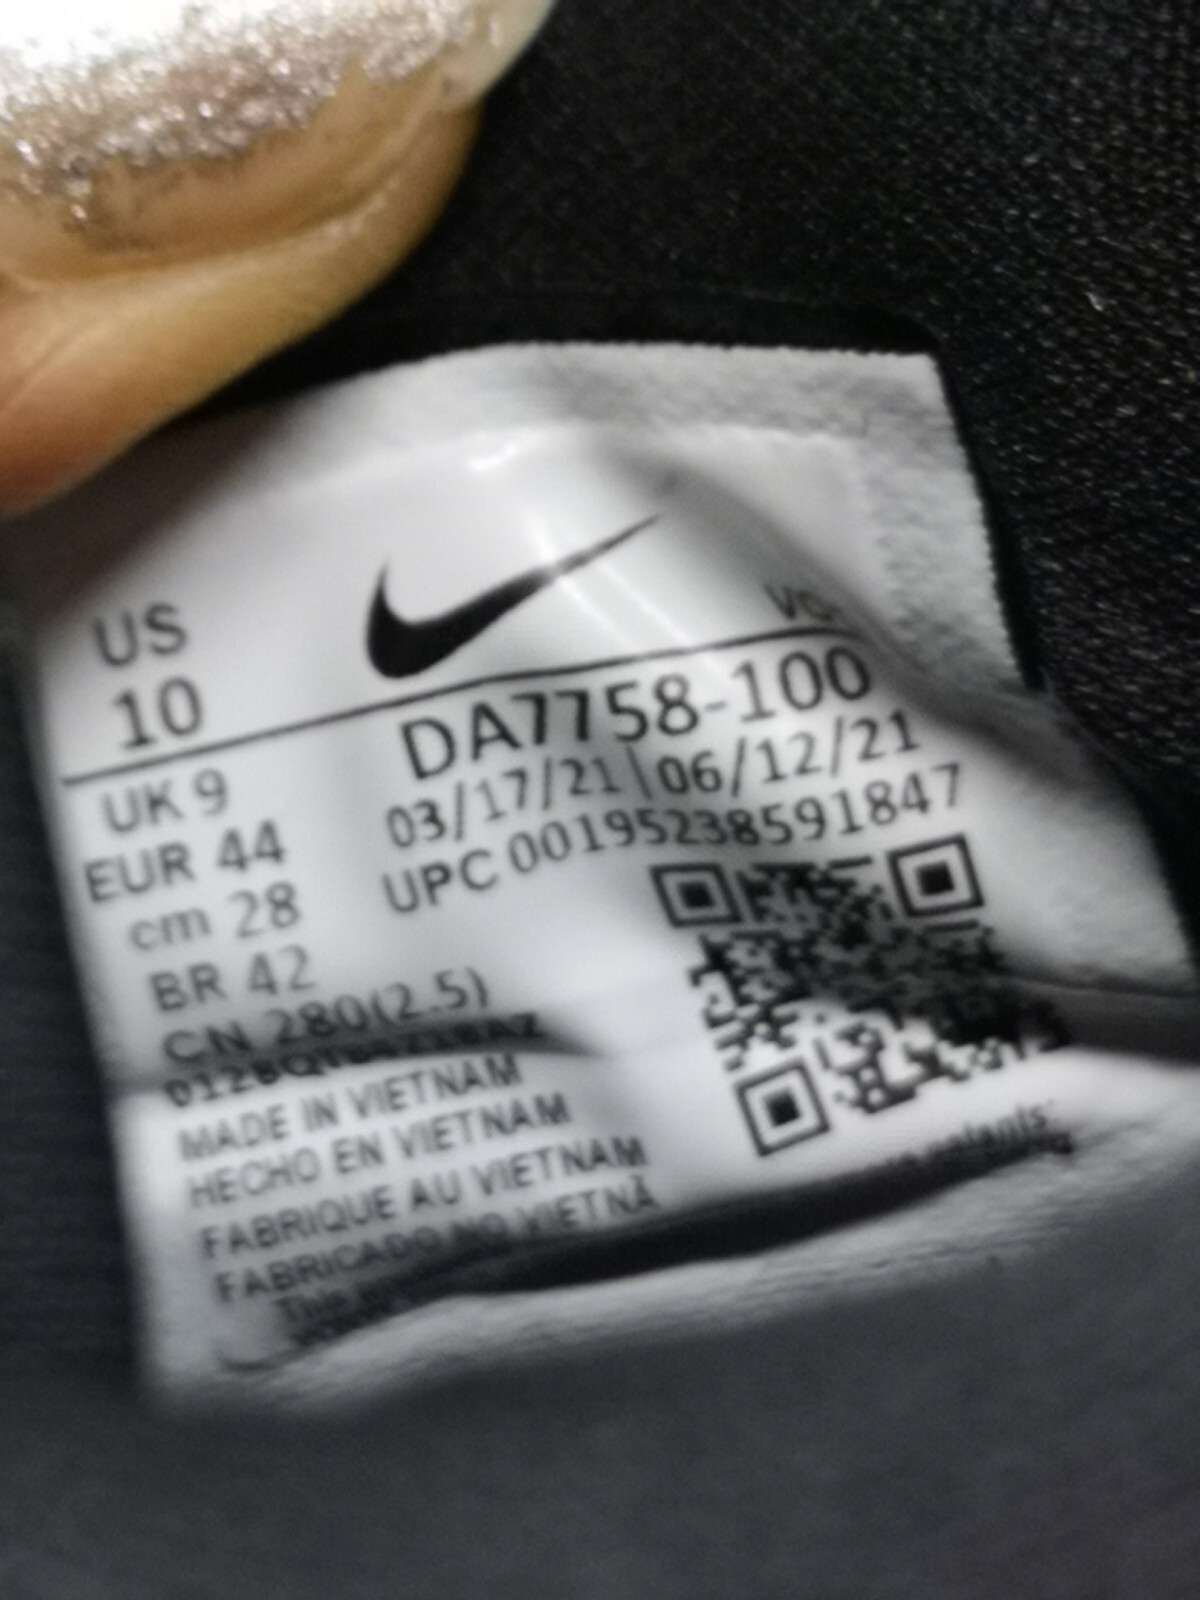 US
10
DA7758-100
03/17/21\06/12/21
UPC 00195238591847
UK 9
EUR 44
cm 28
BR 42
CN 280(2.5)
MADE IN VIETNAM
HECHO EN VIETNAM
FABRIQUE AU VIETNAM
FABRICADO NO VIETNÃ
This